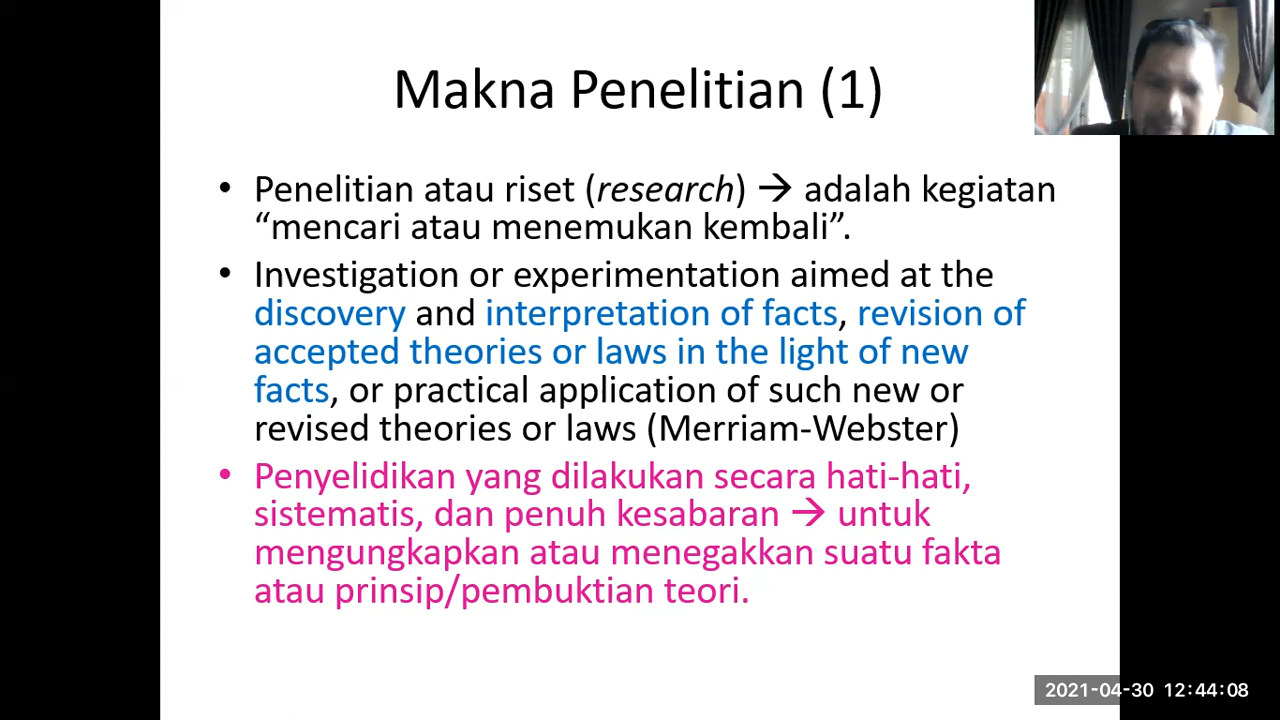 Makna Penelitian (1)
• Penelitian atau riset (research) → adalah kegiatan
“mencari atau menemukan kembali”.
• Investigation or experimentation aimed at the
discovery and interpretation of facts, revision of
accepted theories or laws in the light of new
facts, or practical application of such new or
revised theories or laws (Merriam-Webster)
• Penyelidikan yang dilakukan secara hati-hati,
sistematis, dan penuh kesabaran → untuk
mengungkapkan atau menegakkan suatu fakta
atau prinsip/pembuktian teori.
2021-04-30 12:44:08